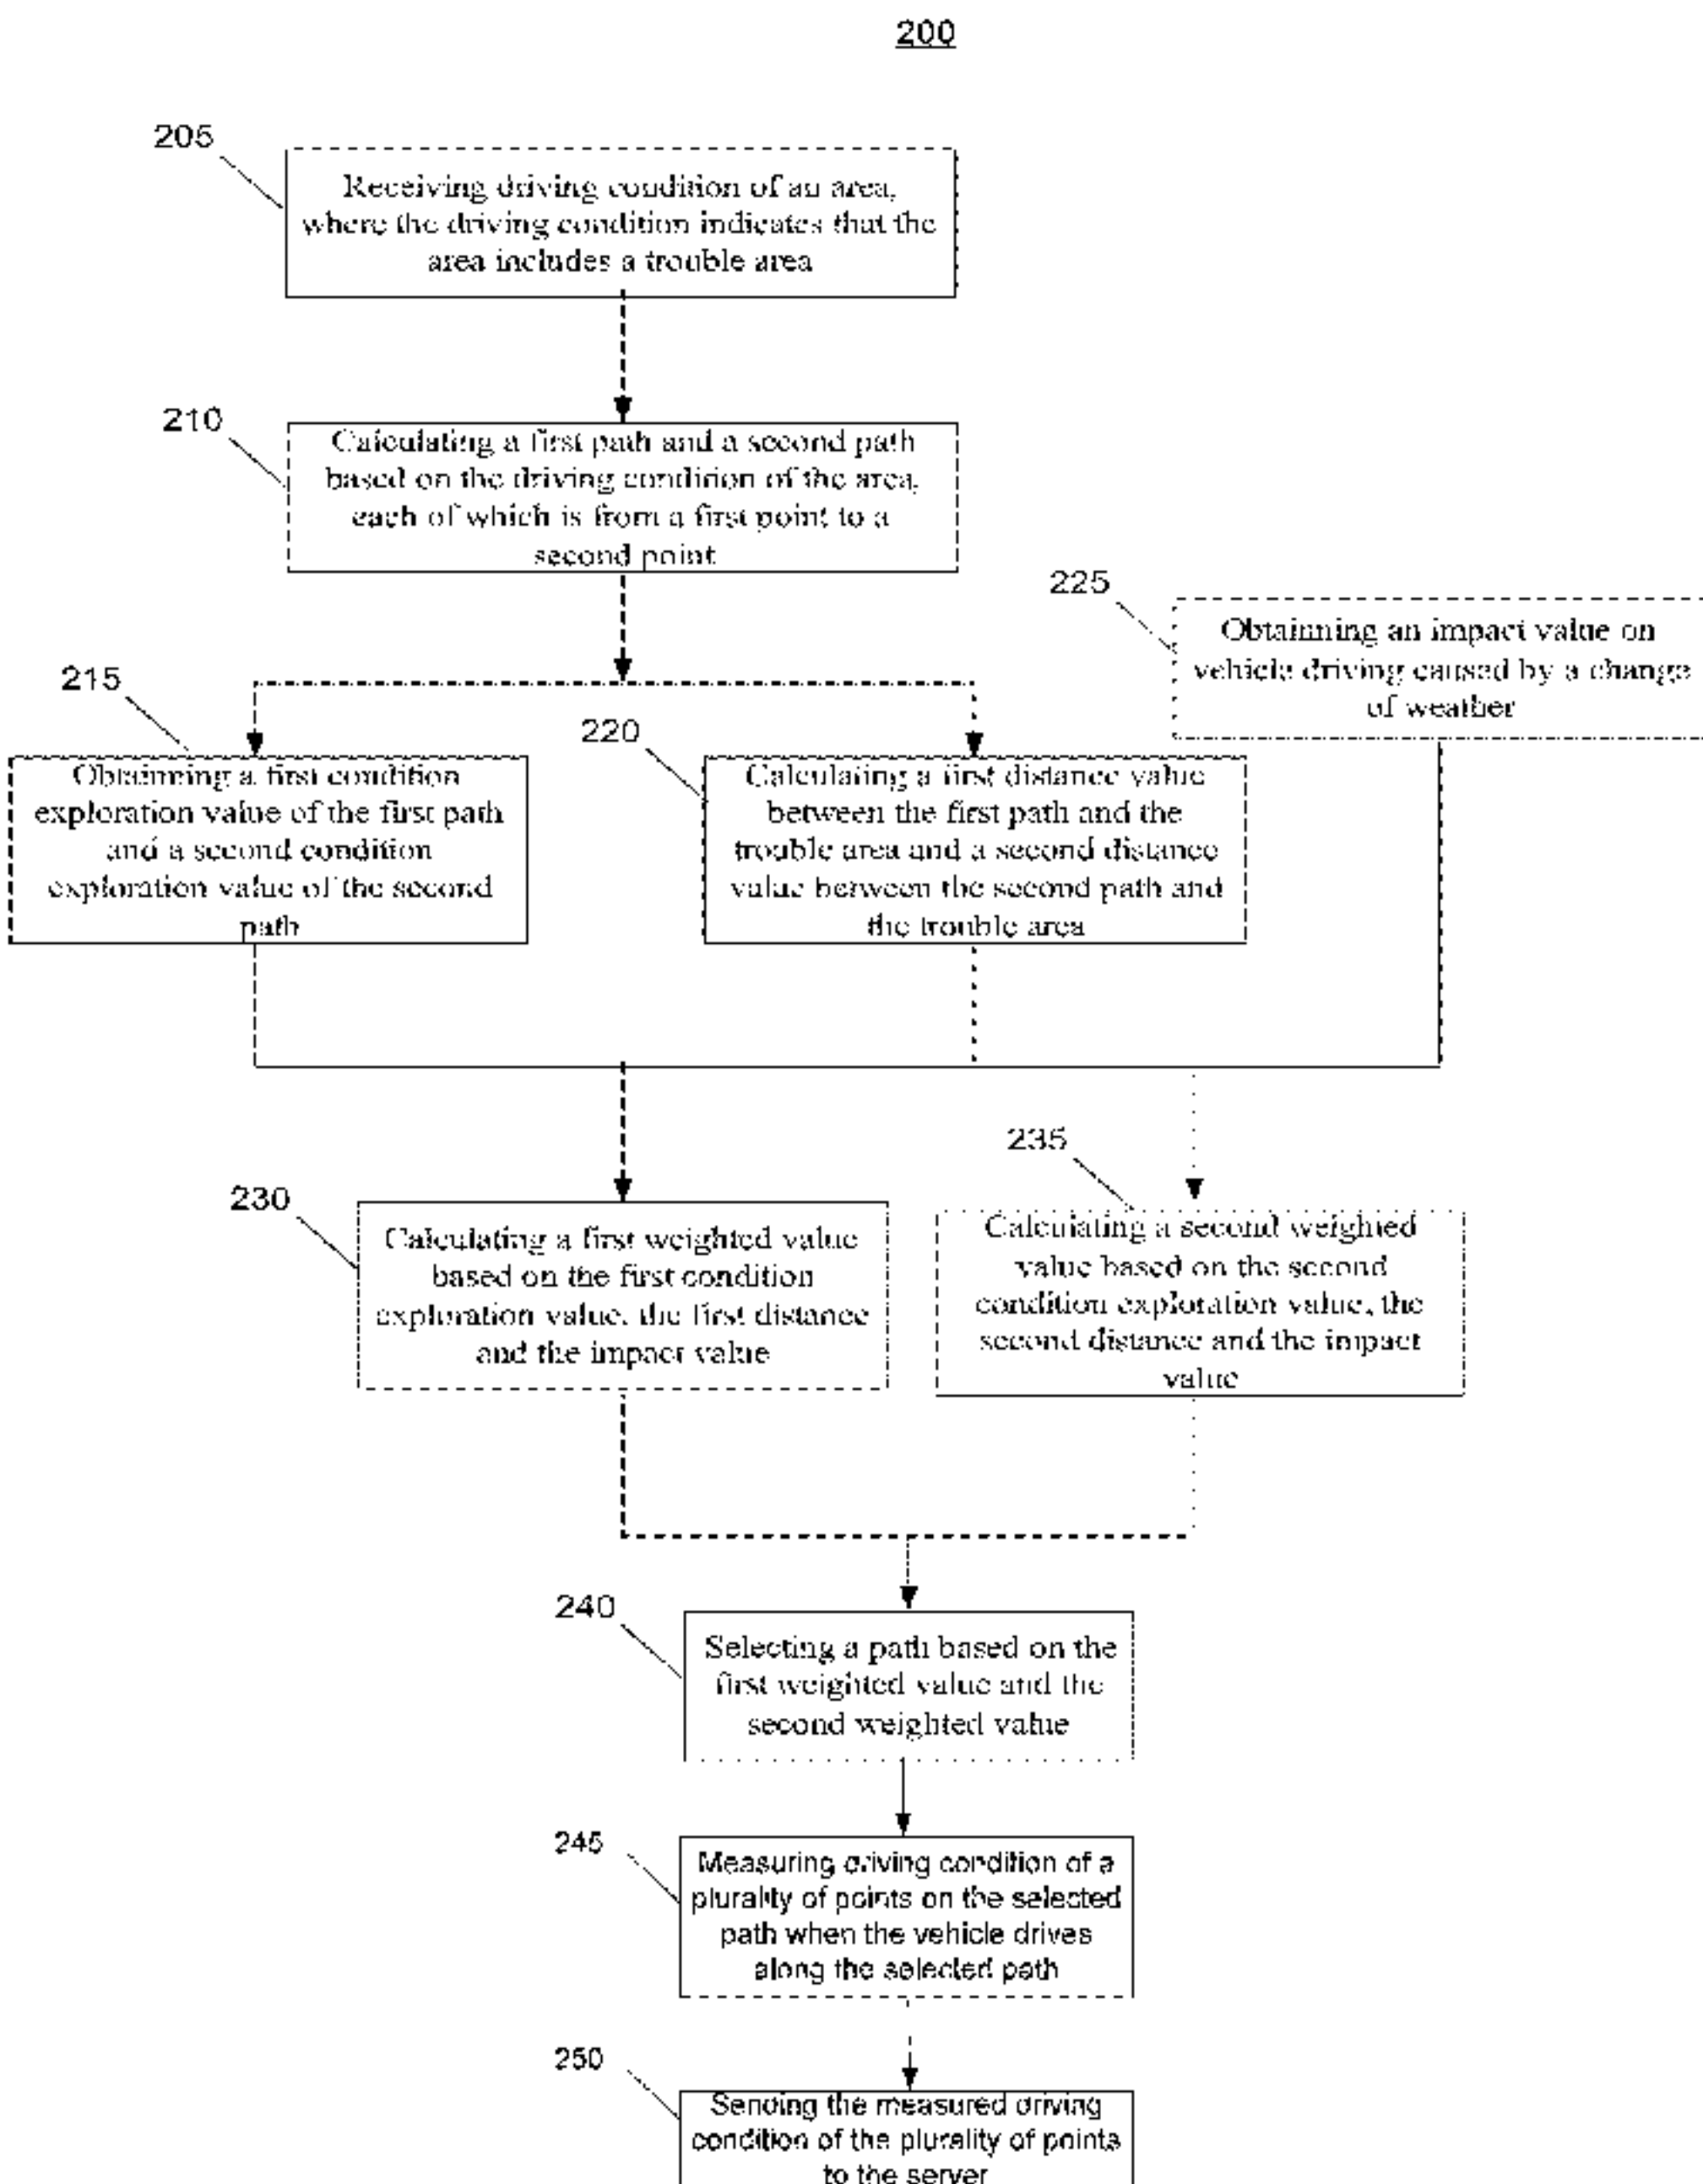 200
205
Receiving driving condition of an area,
where the driving condition indicates that the
area includes a trouble area
210
Calculating a first path and a second path
based on the driving condition of the area,
each of which is from a first point to a
second point
225
Obtainning an impact value on
vehicle driving caused by a change
of weather
215
Obtainning a first condition
exploration value of the first path
and a second condition
exploration value of the second
path
220
Calculating a first distance value
between the first path and the
trouble area and a second distance
value between the second path and
the trouble area
230
Calculating a first weighted value
based on the first condition
exploration value, the first distance
and the impact value
235
Calculating a second weighted
value based on the second
condition exploration value, the
second distance and the impact
value
240
Selecting a path based on the
first weighted value and the
second weighted value
245
Measuring driving condition of a
plurality of points on the selected
path when the vehicle drives
along the selected path
250
Sending the measured driving
condition of the plurality of points
to the server